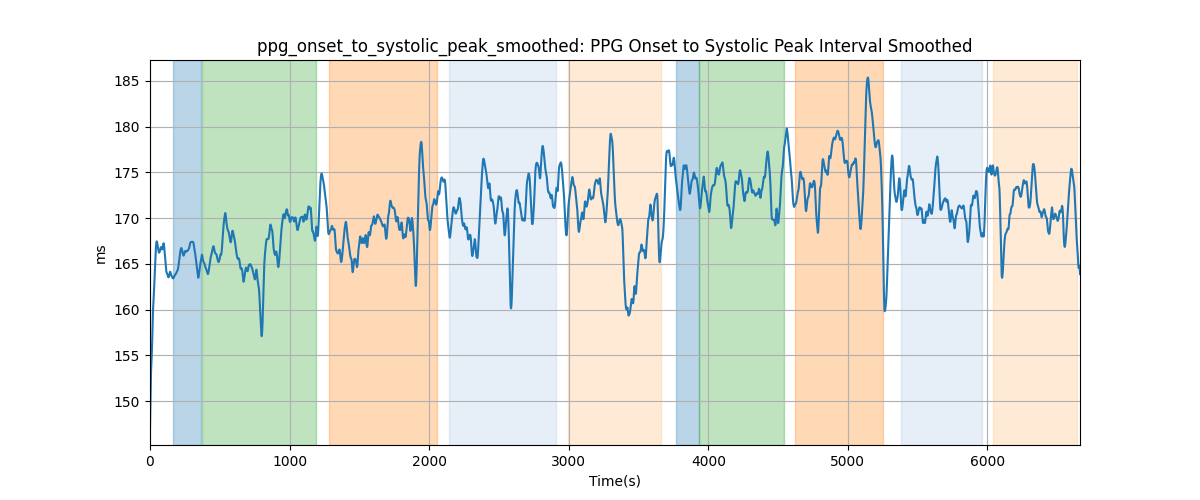 ppg_onset_to_systolic_peak_smoothed: PPG Onset to Systolic Peak Interval Smoothed
185
180
175
170
165
160
155
150
ms
0 1000 2000 3000 4000 5000 6000
Time(s)